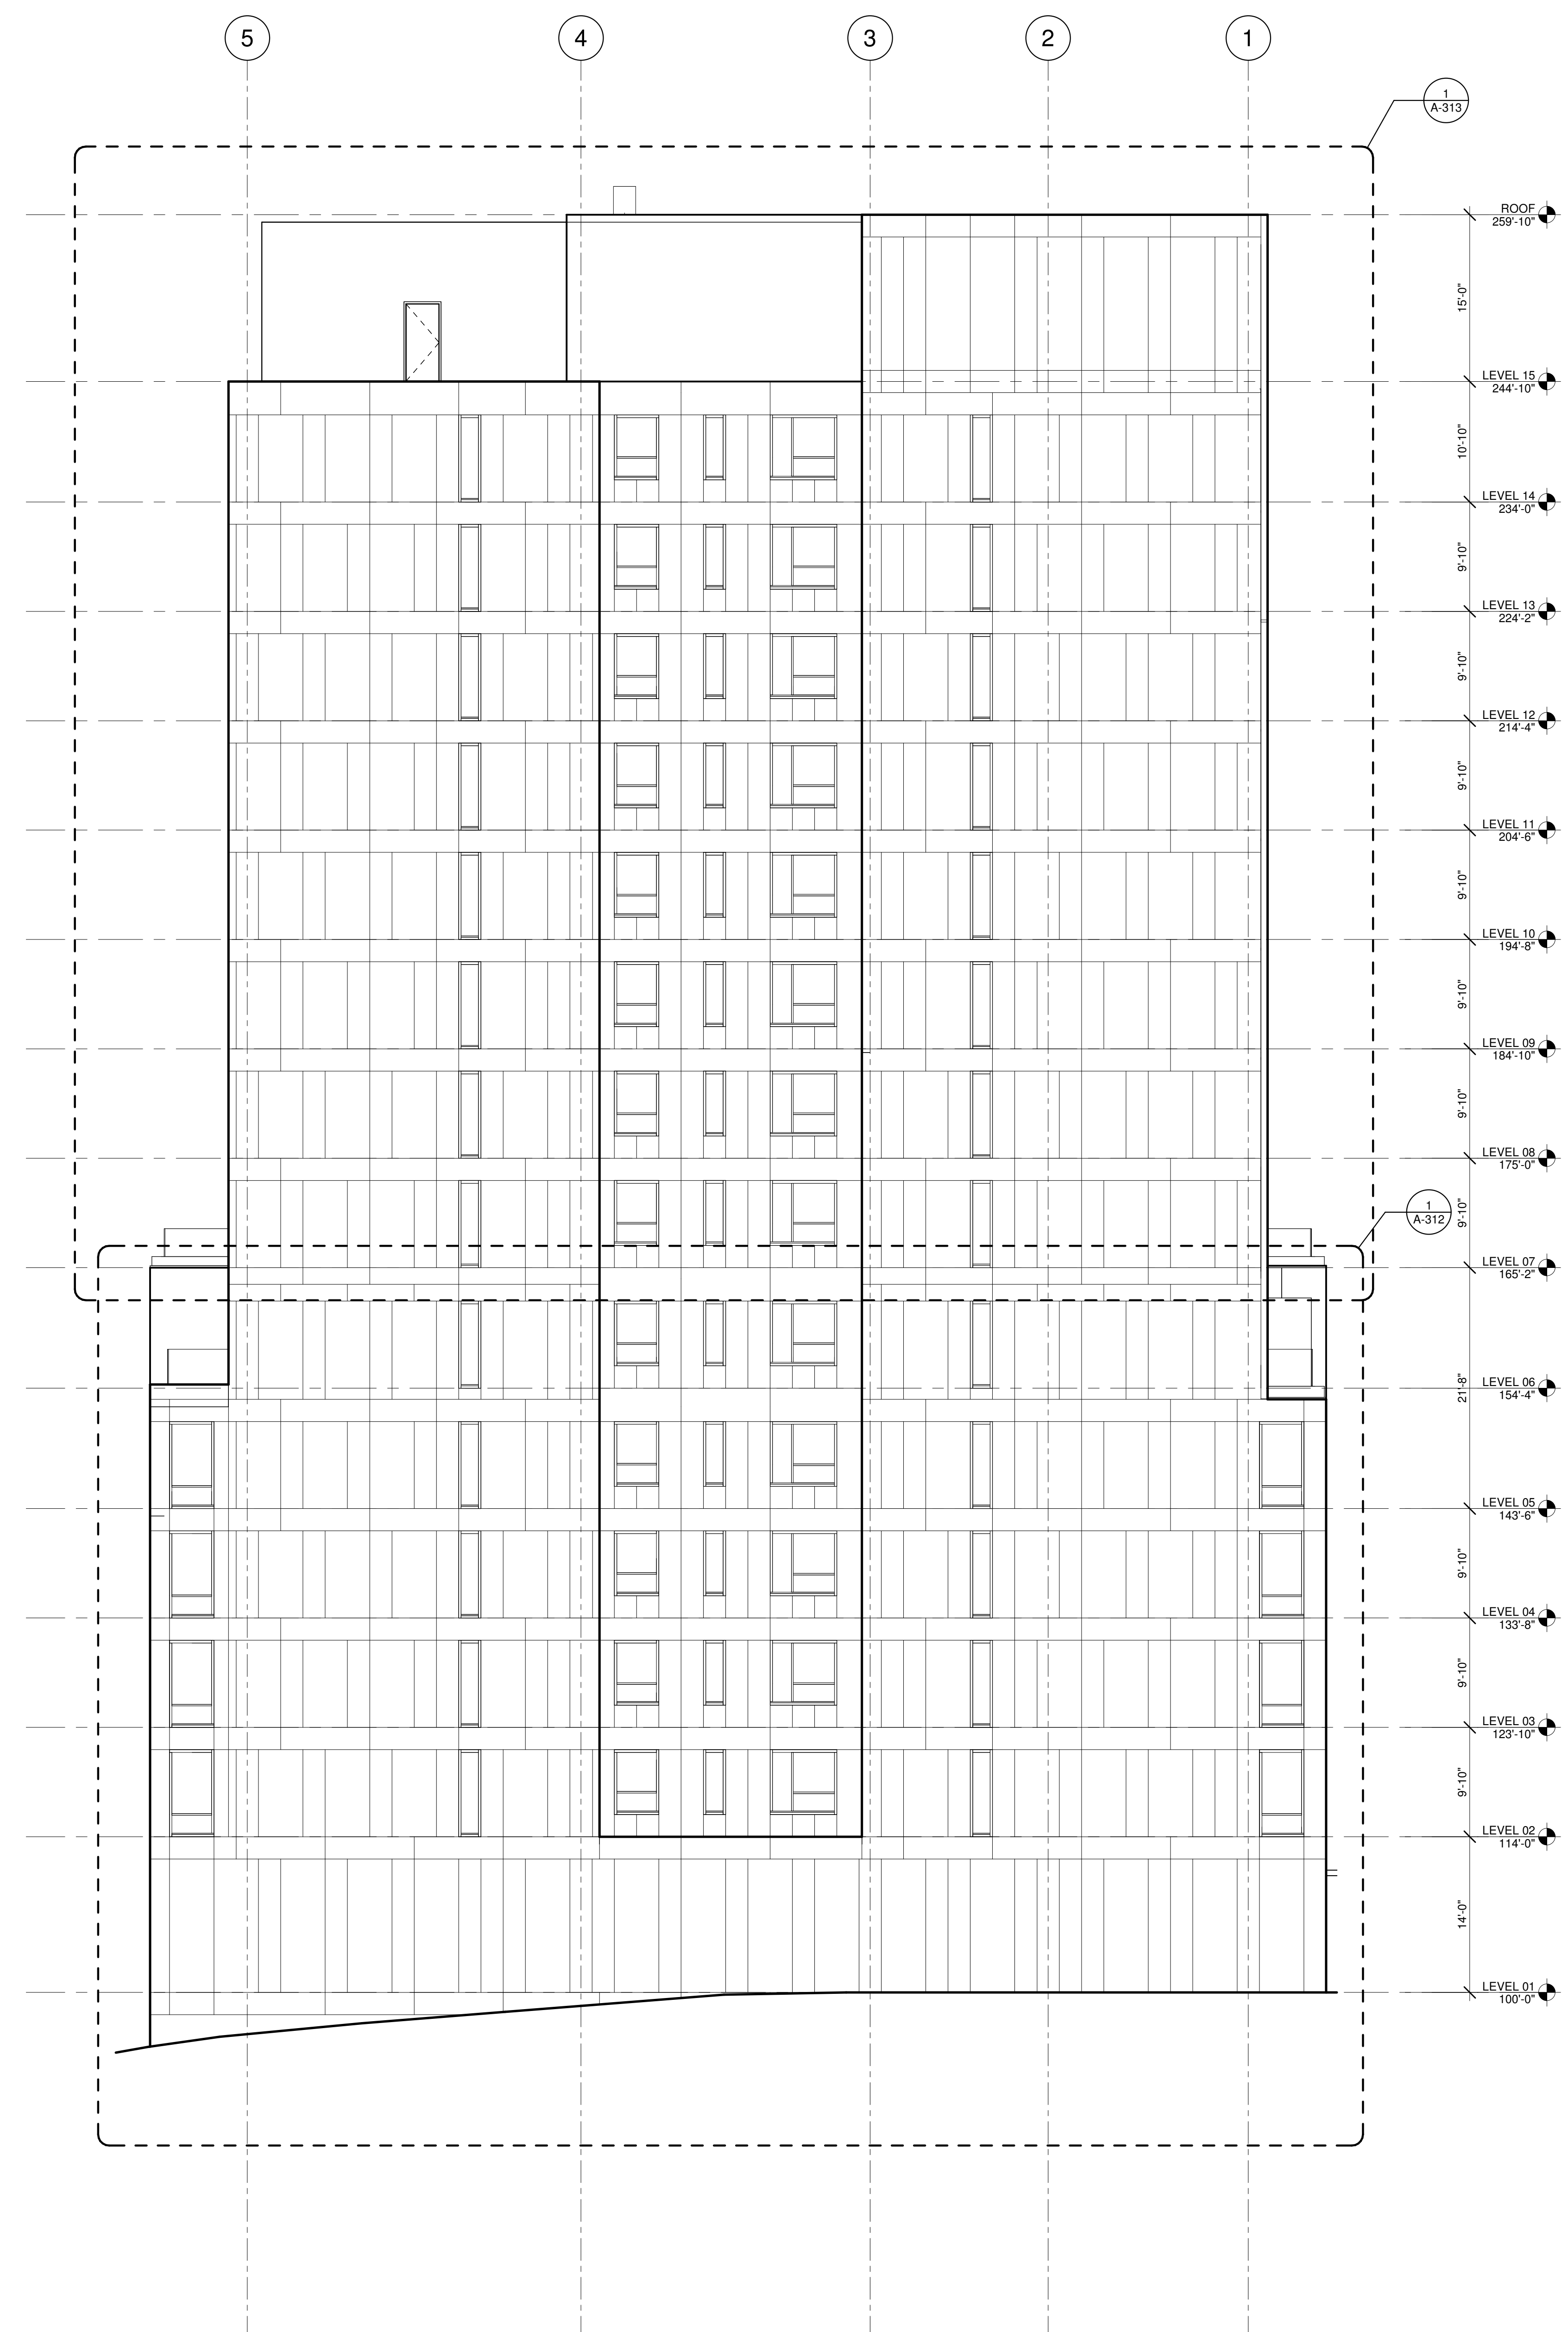 5
4
3
2
1
1
A-313
ROOF
259'-10"
15'-0"
LEVEL 15
244'-10"
10'-10"
LEVEL 14
234'-0"
9'-10"
LEVEL 13
224'-2"
9'-10"
LEVEL 12
214'-4"
9'-10"
LEVEL 11
204'-6"
9'-10"
LEVEL 10
194'-8"
9'-10"
LEVEL 09
184'-10"
9'-10"
LEVEL 08
175'-0"
9'-10"
1
A-312
LEVEL 07
165'-2"
21'-8"
LEVEL 06
154'-4"
LEVEL 05
143'-6"
9'-10"
LEVEL 04
133'-8"
9'-10"
LEVEL 03
123'-10"
9'-10"
LEVEL 02
114'-0"
14'-0"
LEVEL 01
100'-0"